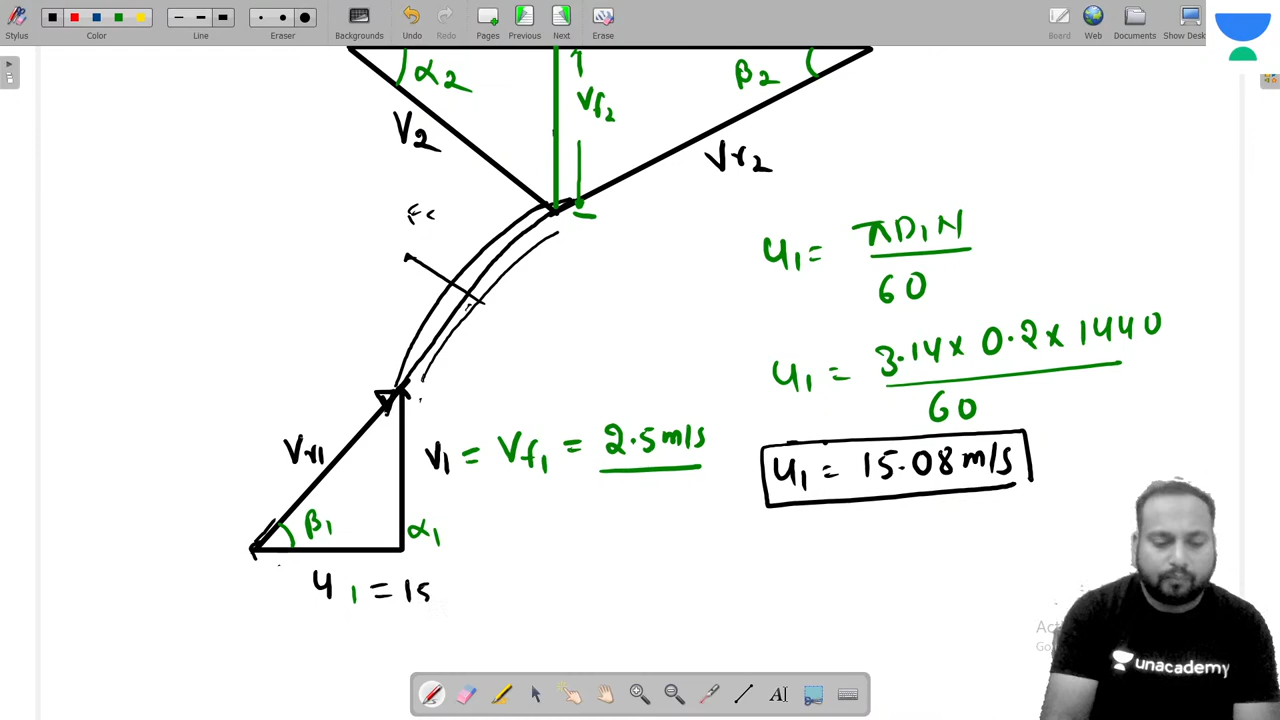 Stylus
Color
Line
Eraser
Backgrounds
Undo
Redo
Pages
Previous
Next
Erase
Board
Web
Documents
Show Desk
α2
β2
Vf2
V2
Vr2
Fc
u1 = πD1N / 60
u1 = 3.14 x 0.2 x 1440 / 60
u1 = 15.08 m/s
Vr1
V1 = Vf1 = 2.5 m/s
β1
α1
u1 = 15
unacademy
AI